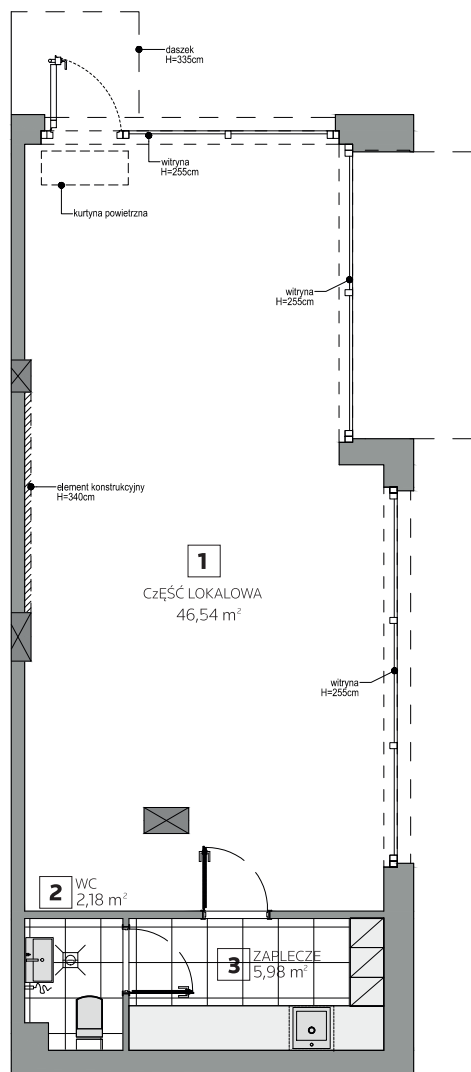 daszek
H=335cm
witryna
H=255cm
kurtyna powietrzna
witryna
H=255cm
element konstrukcyjny
H=340cm
1
CzĘŚĆ LOKALOWA
46,54 m²
witryna
H=255cm
2
WC
2,18 m²
3
ZAPLECZE
5,98 m²